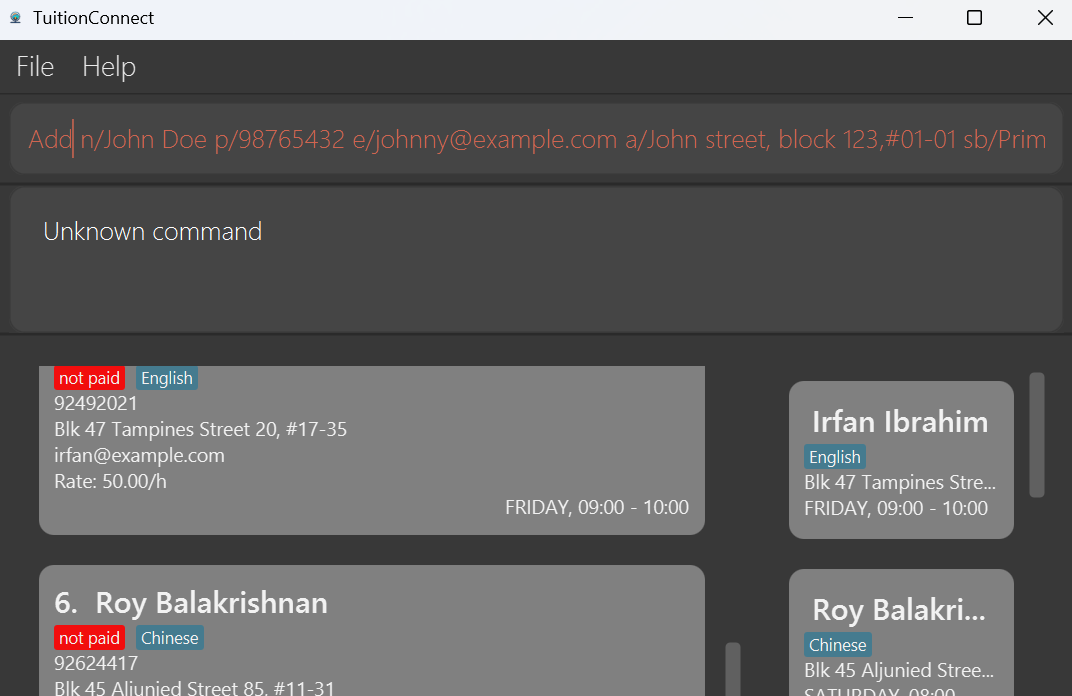 TuitionConnect
File Help
Add n/John Doe p/98765432 e/johnny@example.com a/John street, block 123,#01-01 sb/Prim
Unknown command
not paid English
92492021
Blk 47 Tampines Street 20, #17-35
irfan@example.com
Rate: 50.00/h
FRIDAY, 09:00 - 10:00
6. Roy Balakrishnan
not paid Chinese
92624417
Blk 45 Aljunied Street 85, #11-31
Irfan Ibrahim
English
Blk 47 Tampines Stre...
FRIDAY, 09:00 - 10:00
Roy Balakri...
Chinese
Blk 45 Aljunied Stree...
SATURDAY, 08:00